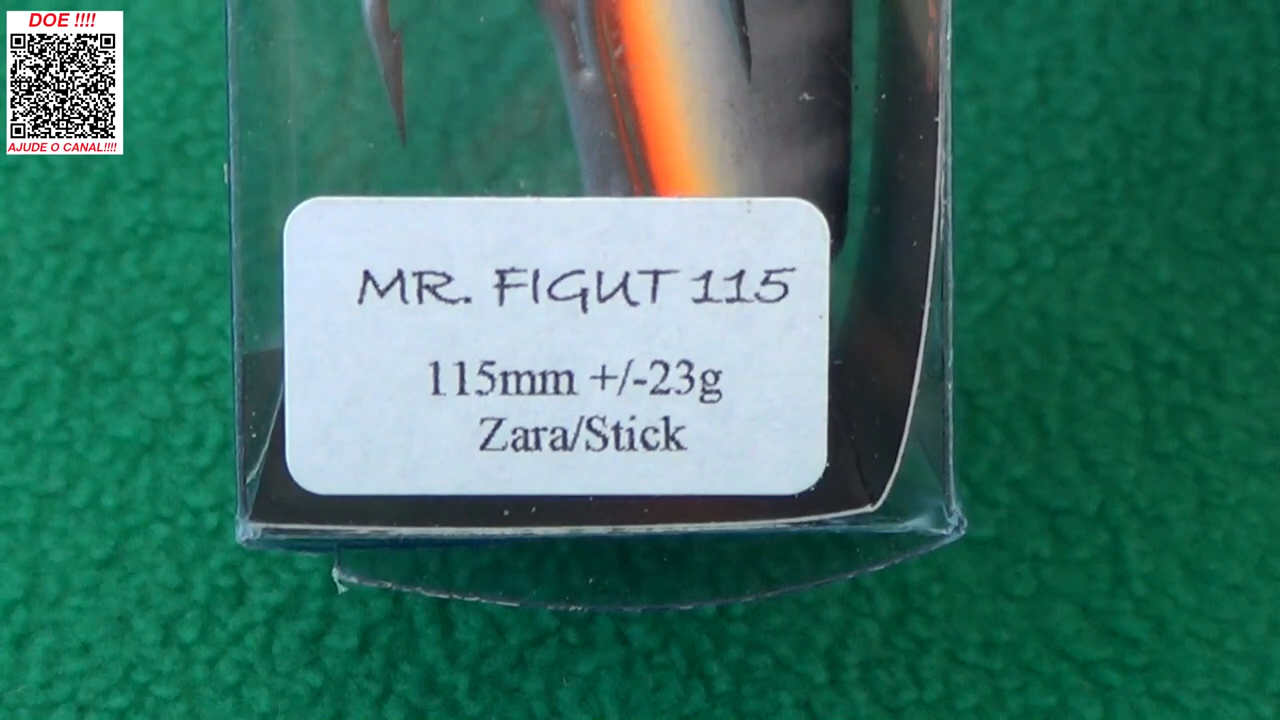 DOE !!!!
AJUDE O CANAL!!!!
MR. FIGUT 115
115mm +/-23g
Zara/Stick